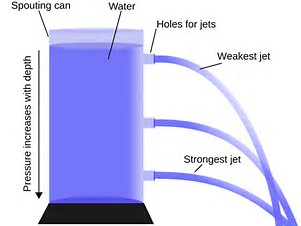 Spouting can
Water
Holes for jets
Weakest jet
Pressure increases with depth
Strongest jet